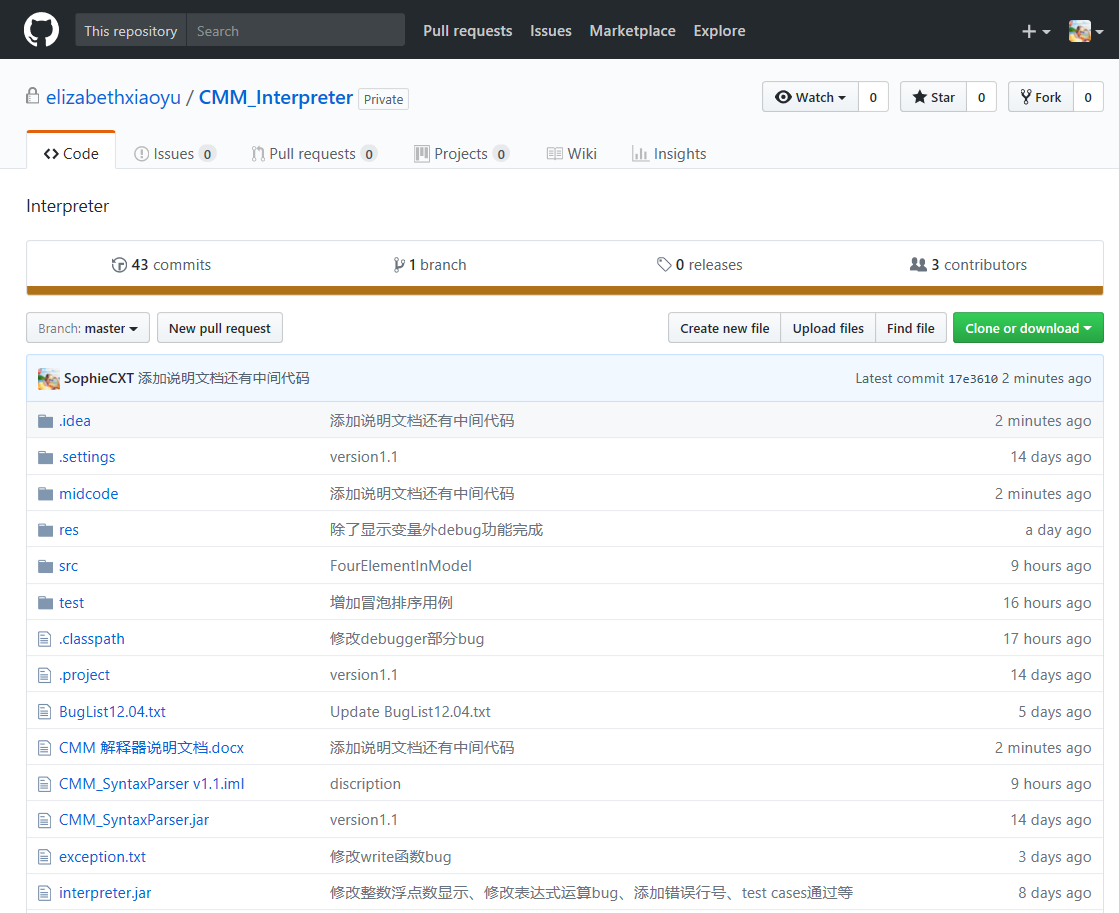 This repository Search Pull requests Issues Marketplace Explore
elizabethxiaoyu / CMM_Interpreter Private Watch 0 Star 0 Fork 0
Code Issues 0 Pull requests 0 Projects 0 Wiki Insights
Interpreter
43 commits 1 branch 0 releases 3 contributors
Branch: master New pull request Create new file Upload files Find file Clone or download
SophieCXT 添加说明文档还有中间代码 Latest commit 17e3610 2 minutes ago
.idea 添加说明文档还有中间代码 2 minutes ago
.settings version1.1 14 days ago
midcode 添加说明文档还有中间代码 2 minutes ago
res 除了显示变量外debug功能完成 a day ago
src FourElementInModel 9 hours ago
test 增加冒泡排序用例 16 hours ago
.classpath 修改debugger部分bug 17 hours ago
.project version1.1 14 days ago
BugList12.04.txt Update BugList12.04.txt 5 days ago
CMM 解释器说明文档.docx 添加说明文档还有中间代码 2 minutes ago
CMM_SyntaxParser v1.1.iml discription 9 hours ago
CMM_SyntaxParser.jar version1.1 14 days ago
exception.txt 修改write函数bug 3 days ago
interpreter.jar 修改整数浮点数显示、修改表达式运算bug、添加错误行号、test cases通过等 8 days ago